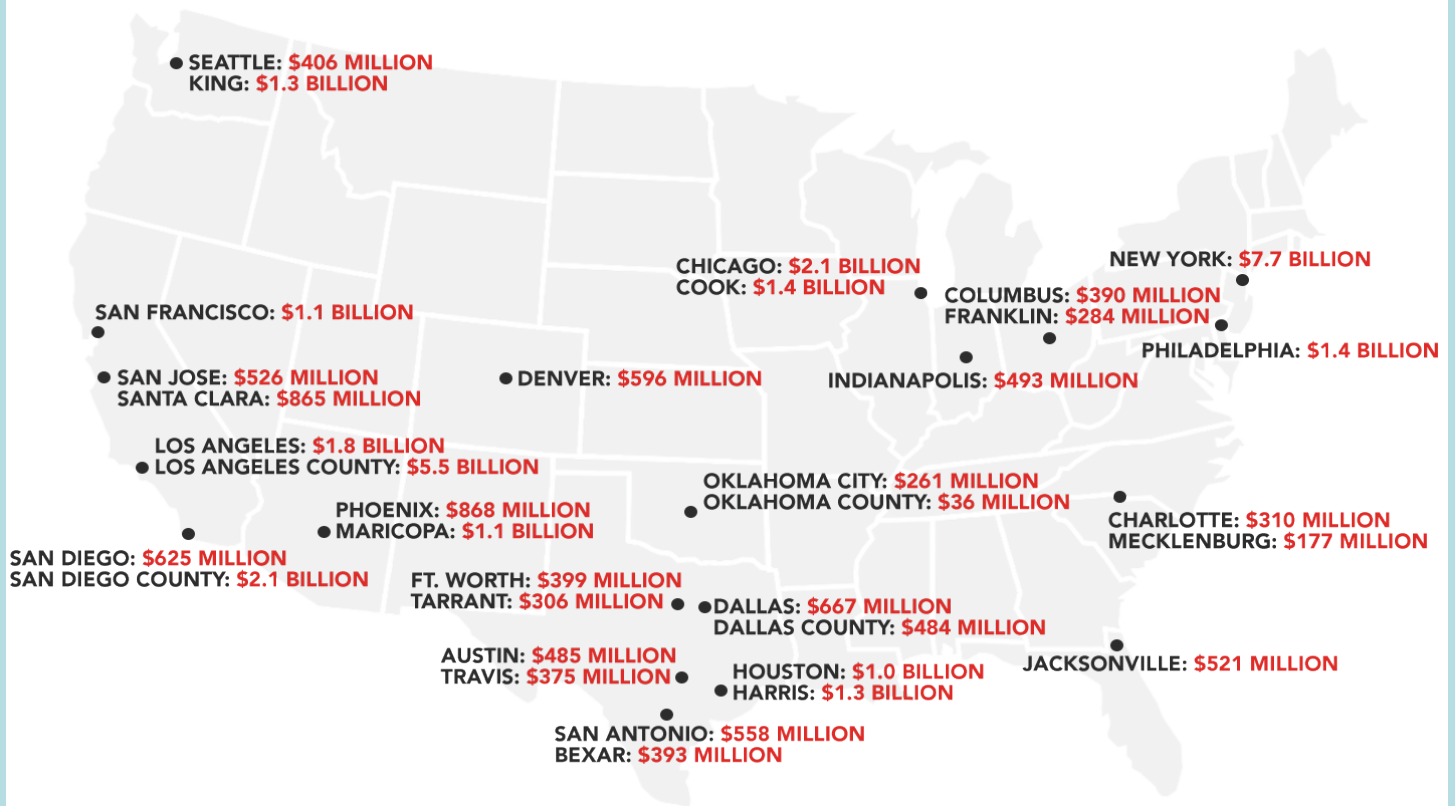 SEATTLE: $406 MILLION
KING: $1.3 BILLION
NEW YORK: $7.7 BILLION
CHICAGO: $2.1 BILLION
COOK: $1.4 BILLION
COLUMBUS: $390 MILLION
FRANKLIN: $284 MILLION
SAN FRANCISCO: $1.1 BILLION
PHILADELPHIA: $1.4 BILLION
SAN JOSE: $526 MILLION
SANTA CLARA: $865 MILLION
DENVER: $596 MILLION
INDIANAPOLIS: $493 MILLION
LOS ANGELES: $1.8 BILLION
LOS ANGELES COUNTY: $5.5 BILLION
OKLAHOMA CITY: $261 MILLION
OKLAHOMA COUNTY: $36 MILLION
PHOENIX: $868 MILLION
MARICOPA: $1.1 BILLION
CHARLOTTE: $310 MILLION
MECKLENBURG: $177 MILLION
SAN DIEGO: $625 MILLION
SAN DIEGO COUNTY: $2.1 BILLION
FT. WORTH: $399 MILLION
TARRANT: $306 MILLION
DALLAS: $667 MILLION
DALLAS COUNTY: $484 MILLION
AUSTIN: $485 MILLION
TRAVIS: $375 MILLION
HOUSTON: $1.0 BILLION
HARRIS: $1.3 BILLION
JACKSONVILLE: $521 MILLION
SAN ANTONIO: $558 MILLION
BEXAR: $393 MILLION